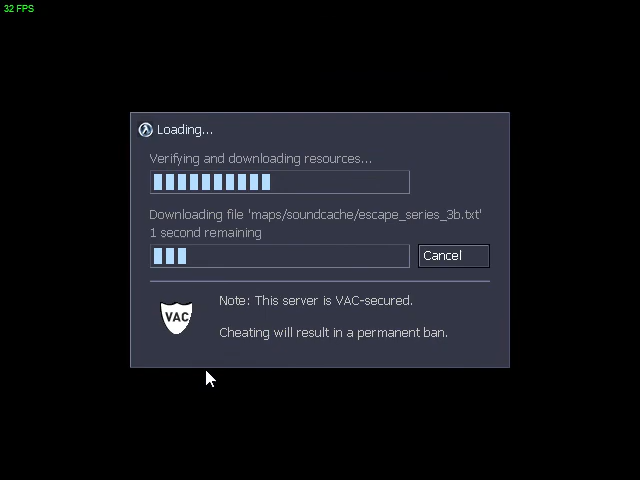 32 FPS
Loading...
Verifying and downloading resources...
Downloading file 'maps/soundcache/escape_series_3b.txt'
1 second remaining
Cancel
Note: This server is VAC-secured.
VAC
Cheating will result in a permanent ban.